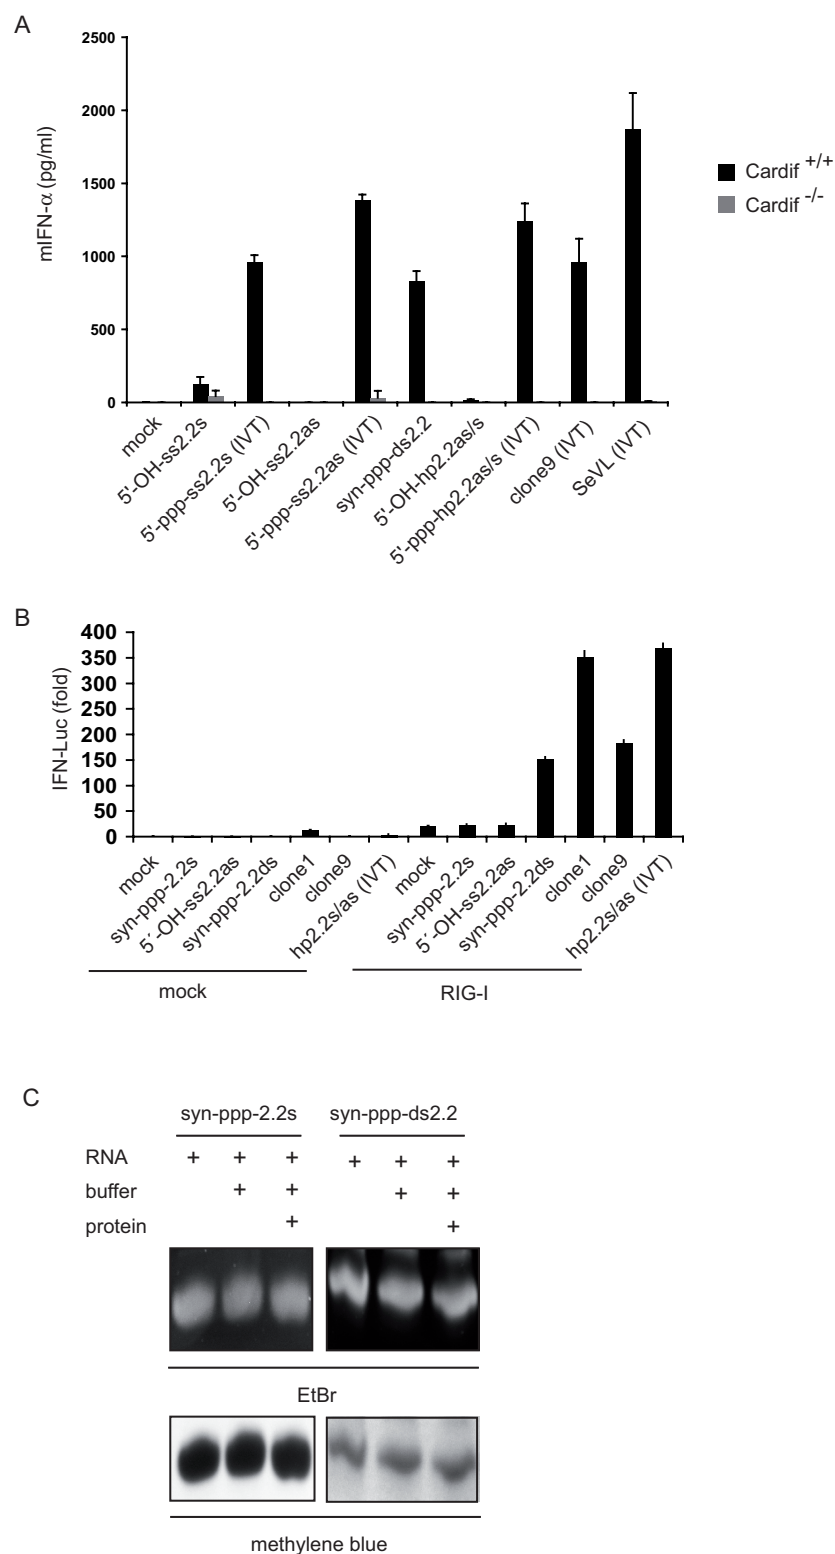 A
2500
2000
1500
1000
500
0
mIFN-α (pg/ml)
Cardif +/+
Cardif -/-
mock
5'-OH-ss2.2s
5'-ppp-ss2.2s (IVT)
5'-OH-ss2.2as
5'-ppp-ss2.2as (IVT)
syn-ppp-ds2.2
5'-OH-hp2.2as/s
5'-ppp-hp2.2as/s (IVT)
clone9 (IVT)
SeVL (IVT)
B
400
350
300
250
200
150
100
50
0
IFN-Luc (fold)
mock
syn-ppp-2.2s
5´-OH-ss2.2as
syn-ppp-2.2ds
clone1
clone9
hp2.2s/as (IVT)
mock
syn-ppp-2.2s
5´-OH-ss2.2as
syn-ppp-2.2ds
clone1
clone9
hp2.2s/as (IVT)
mock
RIG-I
C
syn-ppp-2.2s
syn-ppp-ds2.2
RNA + + + + + +
buffer + + + +
protein + +
EtBr
methylene blue